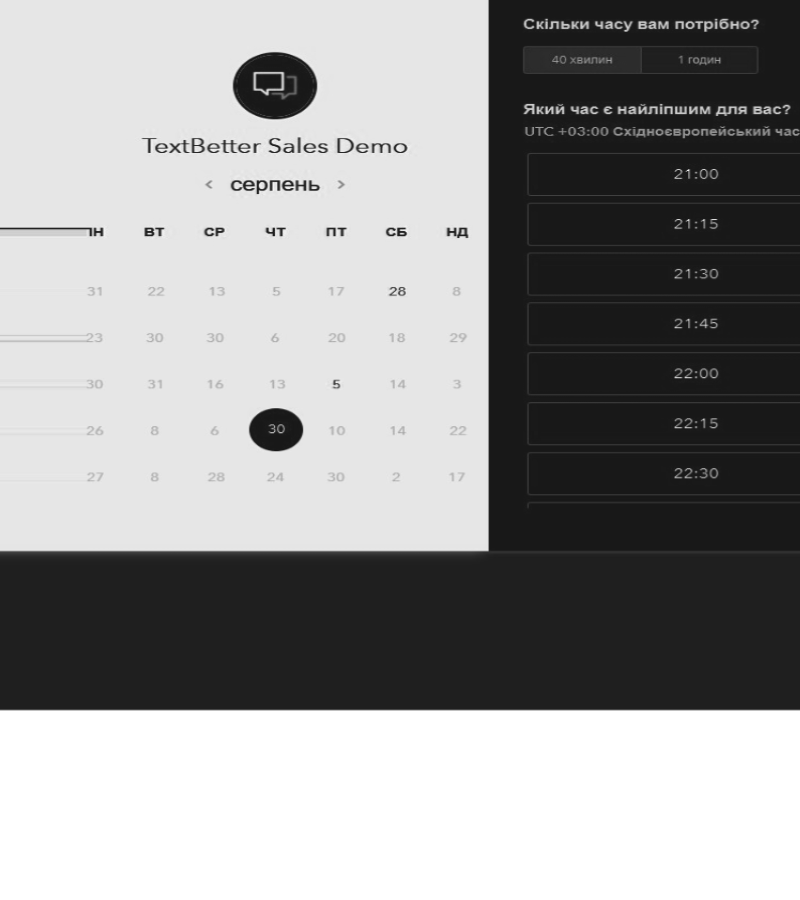 TextBetter Sales Demo
< серпень >
ПН ВТ СР ЧТ ПТ СБ НД
31 22 13 5 17 28 8
23 30 30 6 20 18 29
30 31 16 13 5 14 3
26 8 6 30 10 14 22
27 8 28 24 30 2 17
Скільки часу вам потрібно?
40 хвилин 1 годин
Який час є найліпшим для вас?
UTC +03:00 Східноєвропейський час
21:00
21:15
21:30
21:45
22:00
22:15
22:30